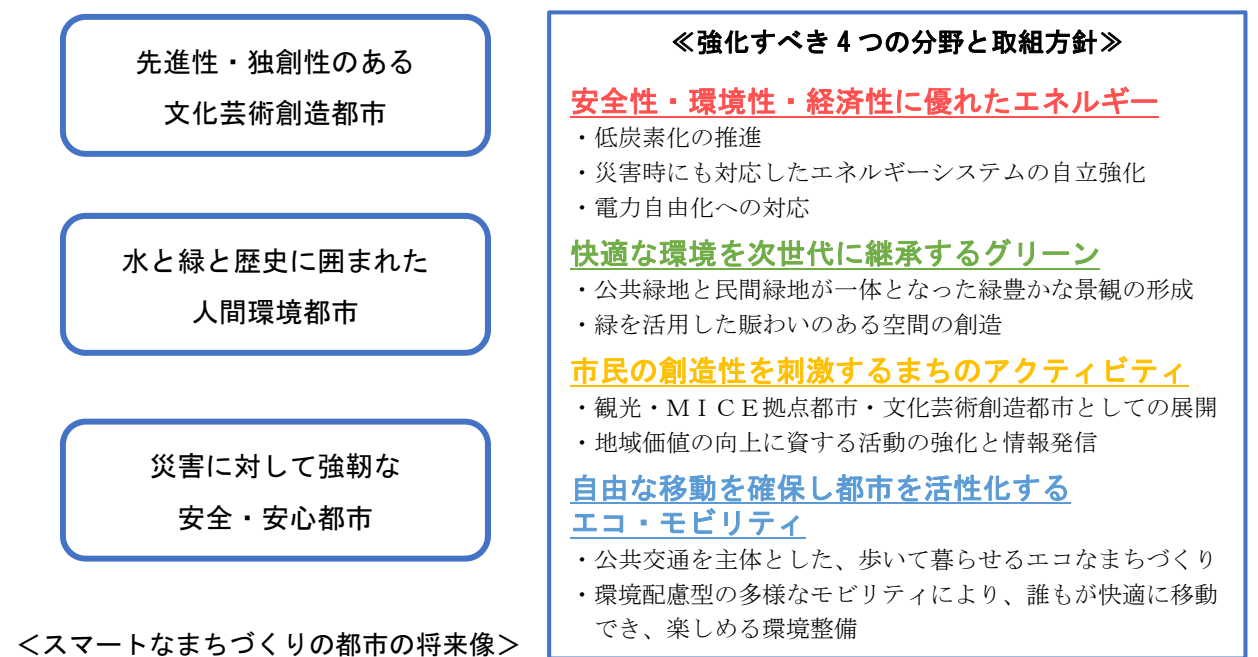 先進性・独創性のある
文化芸術創造都市
水と緑と歴史に囲まれた
人間環境都市
災害に対して強靭な
安全・安心都市
＜スマートなまちづくりの都市の将来像＞
≪強化すべき４つの分野と取組方針≫
安全性・環境性・経済性に優れたエネルギー
・低炭素化の推進
・災害時にも対応したエネルギーシステムの自立強化
・電力自由化への対応
快適な環境を次世代に継承するグリーン
・公共緑地と民間緑地が一体となった緑豊かな景観の形成
・緑を活用した賑わいのある空間の創造
市民の創造性を刺激するまちのアクティビティ
・観光・ＭＩＣＥ拠点都市・文化芸術創造都市としての展開
・地域価値の向上に資する活動の強化と情報発信
自由な移動を確保し都市を活性化する
エコ・モビリティ
・公共交通を主体とした、歩いて暮らせるエコなまちづくり
・環境配慮型の多様なモビリティにより、誰もが快適に移動
でき、楽しめる環境整備